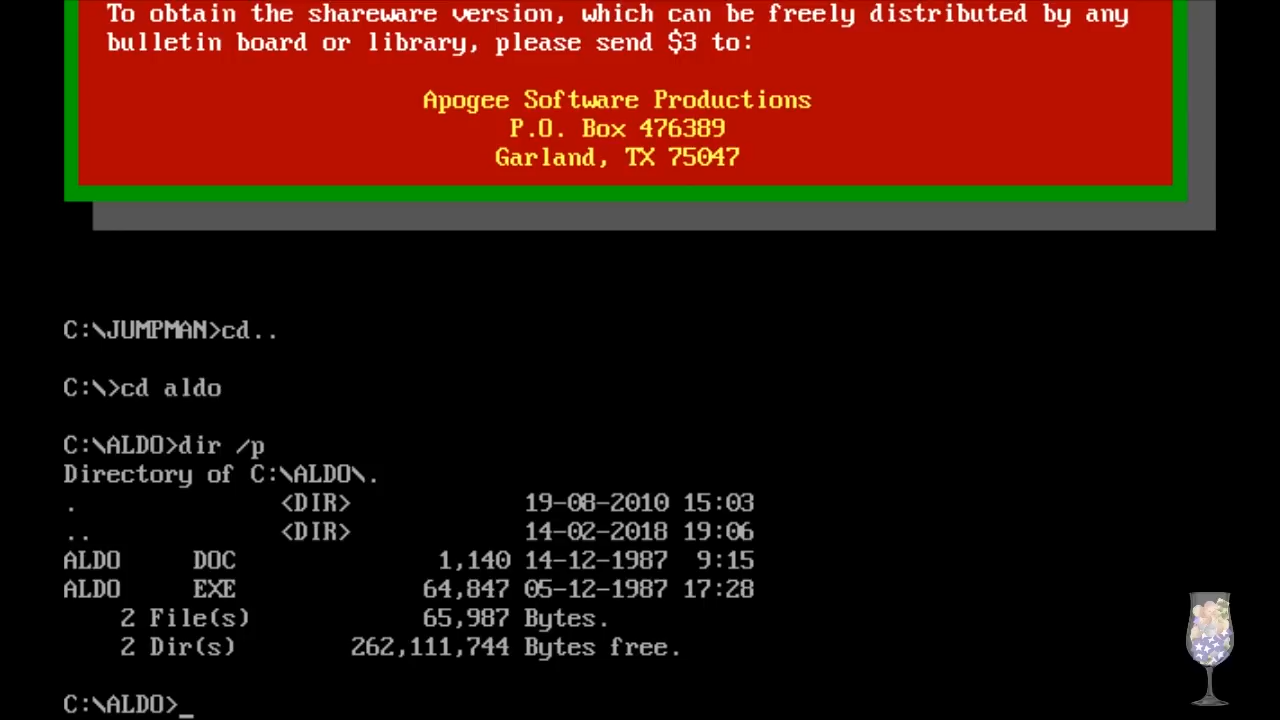 To obtain the shareware version, which can be freely distributed by any
bulletin board or library, please send $3 to:
Apogee Software Productions
P.O. Box 476389
Garland, TX 75047
C:\JUMPMAN>cd..
C:\>cd aldo
C:\ALDO>dir /p
Directory of C:\ALDO\.
. <DIR> 19-08-2010 15:03
.. <DIR> 14-02-2018 19:06
ALDO DOC 1,140 14-12-1987 9:15
ALDO EXE 64,847 05-12-1987 17:28
2 File(s) 65,987 Bytes.
2 Dir(s) 262,111,744 Bytes free.
C:\ALDO>_